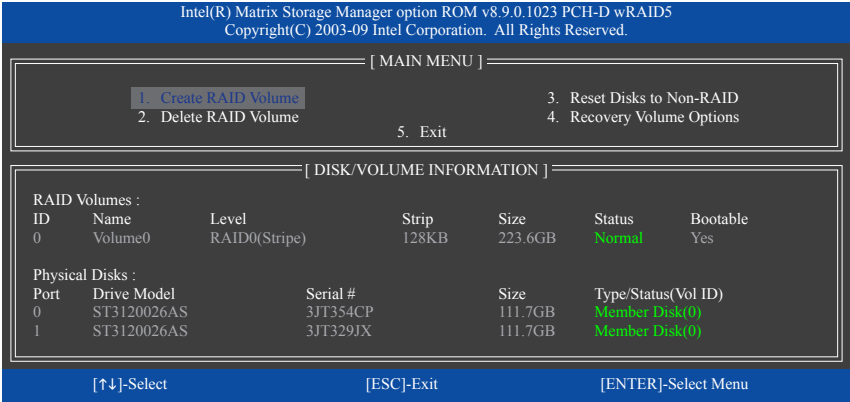 Intel(R) Matrix Storage Manager option ROM v8.9.0.1023 PCH-D wRAID5
Copyright(C) 2003-09 Intel Corporation. All Rights Reserved.
[ MAIN MENU ]
1. Create RAID Volume 3. Reset Disks to Non-RAID
2. Delete RAID Volume 4. Recovery Volume Options
5. Exit
[ DISK/VOLUME INFORMATION ]
RAID Volumes :
ID Name Level Strip Size Status Bootable
0 Volume0 RAID0(Stripe) 128KB 223.6GB Normal Yes
Physical Disks :
Port Drive Model Serial # Size Type/Status(Vol ID)
0 ST3120026AS 3JT354CP 111.7GB Member Disk(0)
1 ST3120026AS 3JT329JX 111.7GB Member Disk(0)
[↑↓]-Select [ESC]-Exit [ENTER]-Select Menu